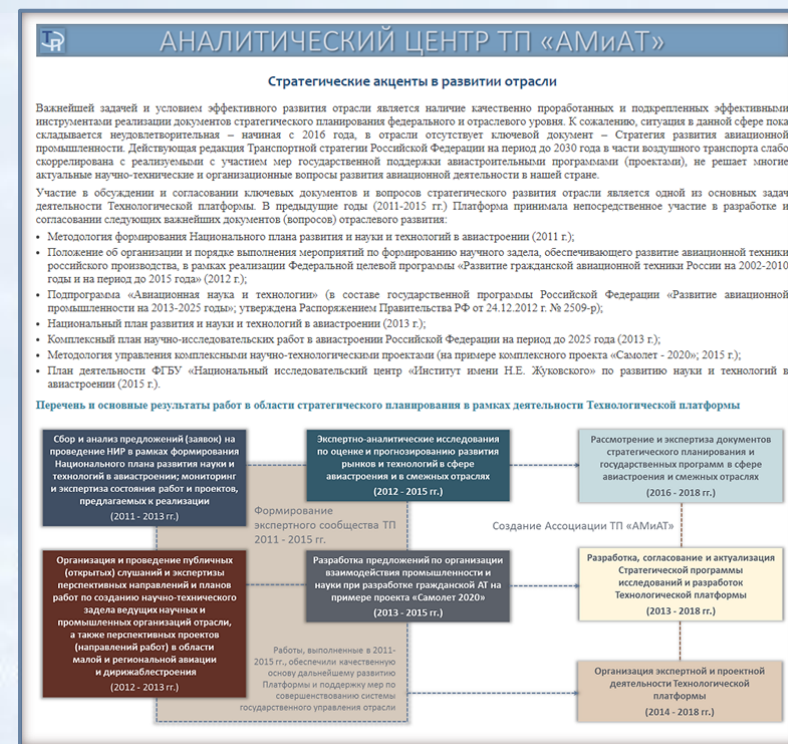 АНАЛИТИЧЕСКИЙ ЦЕНТР ТП «АМиАТ»
Стратегические акценты в развитии отрасли
Важнейшей задачей и условием эффективного развития отрасли является наличие качественно проработанных и подкрепленных эффективными
инструментами реализации документов стратегического планирования федерального и отраслевого уровня. К сожалению, ситуация в данной сфере пока
складывается неудовлетворительная – начиная с 2016 года, в отрасли отсутствует ключевой документ – Стратегия развития авиационной
промышленности. Действующая редакция Транспортной стратегии Российской Федерации на период до 2030 года в части воздушного транспорта слабо
скоррелирована с реализуемыми с участием мер государственной поддержки авиастроительными программами (проектами), не решает многие
актуальные научно-технические и организационные вопросы развития авиационной деятельности в нашей стране.
Участие в обсуждении и согласовании ключевых документов и вопросов стратегического развития отрасли является одной из основных задач
деятельности Технологической платформы. В предыдущие годы (2011-2015 гг.) Платформа принимала непосредственное участие в разработке и
согласовании следующих важнейших документов (вопросов) отраслевого развития:
• Методология формирования Национального плана развития и науки и технологий в авиастроении (2011 г.);
• Положение об организации и порядке выполнения мероприятий по формированию научного задела, обеспечивающего развитие авиационной техники
российского производства, в рамках реализации Федеральной целевой программы «Развитие гражданской авиационной техники России на 2002-2010
годы и на период до 2015 года» (2012 г.);
• Подпрограмма «Авиационная наука и технологии» (в составе государственной программы Российской Федерации «Развитие авиационной
промышленности на 2013-2025 годы»; утверждена Распоряжением Правительства РФ от 24.12.2012 г. № 2509-р);
• Национальный план развития и науки и технологий в авиастроении (2013 г.);
• Комплексный план научно-исследовательских работ в авиастроении Российской Федерации на период до 2025 года (2013 г.);
• Методология управления комплексными научно-технологическими проектами (на примере комплексного проекта «Самолет - 2020»; 2015 г.);
• План деятельности ФГБУ «Национальный исследовательский центр «Институт имени Н.Е. Жуковского» по развитию науки и технологий в
авиастроении (2015 г.).
Перечень и основные результаты работ в области стратегического планирования в рамках деятельности Технологической платформы
Сбор и анализ предложений (заявок) на
проведение НИР в рамках формирования
Национального плана развития науки и
технологий в авиастроении; мониторинг
и экспертиза состояния работ и проектов,
предлагаемых к реализации
(2011 - 2013 гг.)
Экспертно-аналитические исследования
по оценке и прогнозированию развития
рынков и технологий в сфере
авиастроения и в смежных отраслях
(2012 - 2015 гг.)
Рассмотрение и экспертиза документов
стратегического планирования и
государственных программ в сфере
авиастроения и смежных отраслях
(2016 - 2018 гг.)
Формирование
экспертного сообщества ТП
2011 - 2015 гг.
Создание Ассоциации ТП «АМиАТ»
Организация и проведение публичных
(открытых) слушаний и экспертизы
перспективных направлений и планов
работ по созданию научно-технического
задела ведущих научных и
промышленных организаций отрасли,
а также перспективных проектов
(направлений работ) в области
малой и региональной авиации
и дирижаблестроения
(2012 - 2013 гг.)
Разработка предложений по организации
взаимодействия промышленности и
науки при разработке гражданской АТ на
примере проекта «Самолет 2020»
(2013 - 2015 гг.)
Разработка, согласование и актуализация
Стратегической программы
исследований и разработок
Технологической платформы
(2013 - 2018 гг.)
Работы, выполненные в 2011-
2015 гг., обеспечили качественную
основу дальнейшему развитию
Платформы и поддержку мер по
совершенствованию системы
государственного управления отрасли
Организация экспертной и проектной
деятельности Технологической
платформы
(2014 - 2018 гг.)